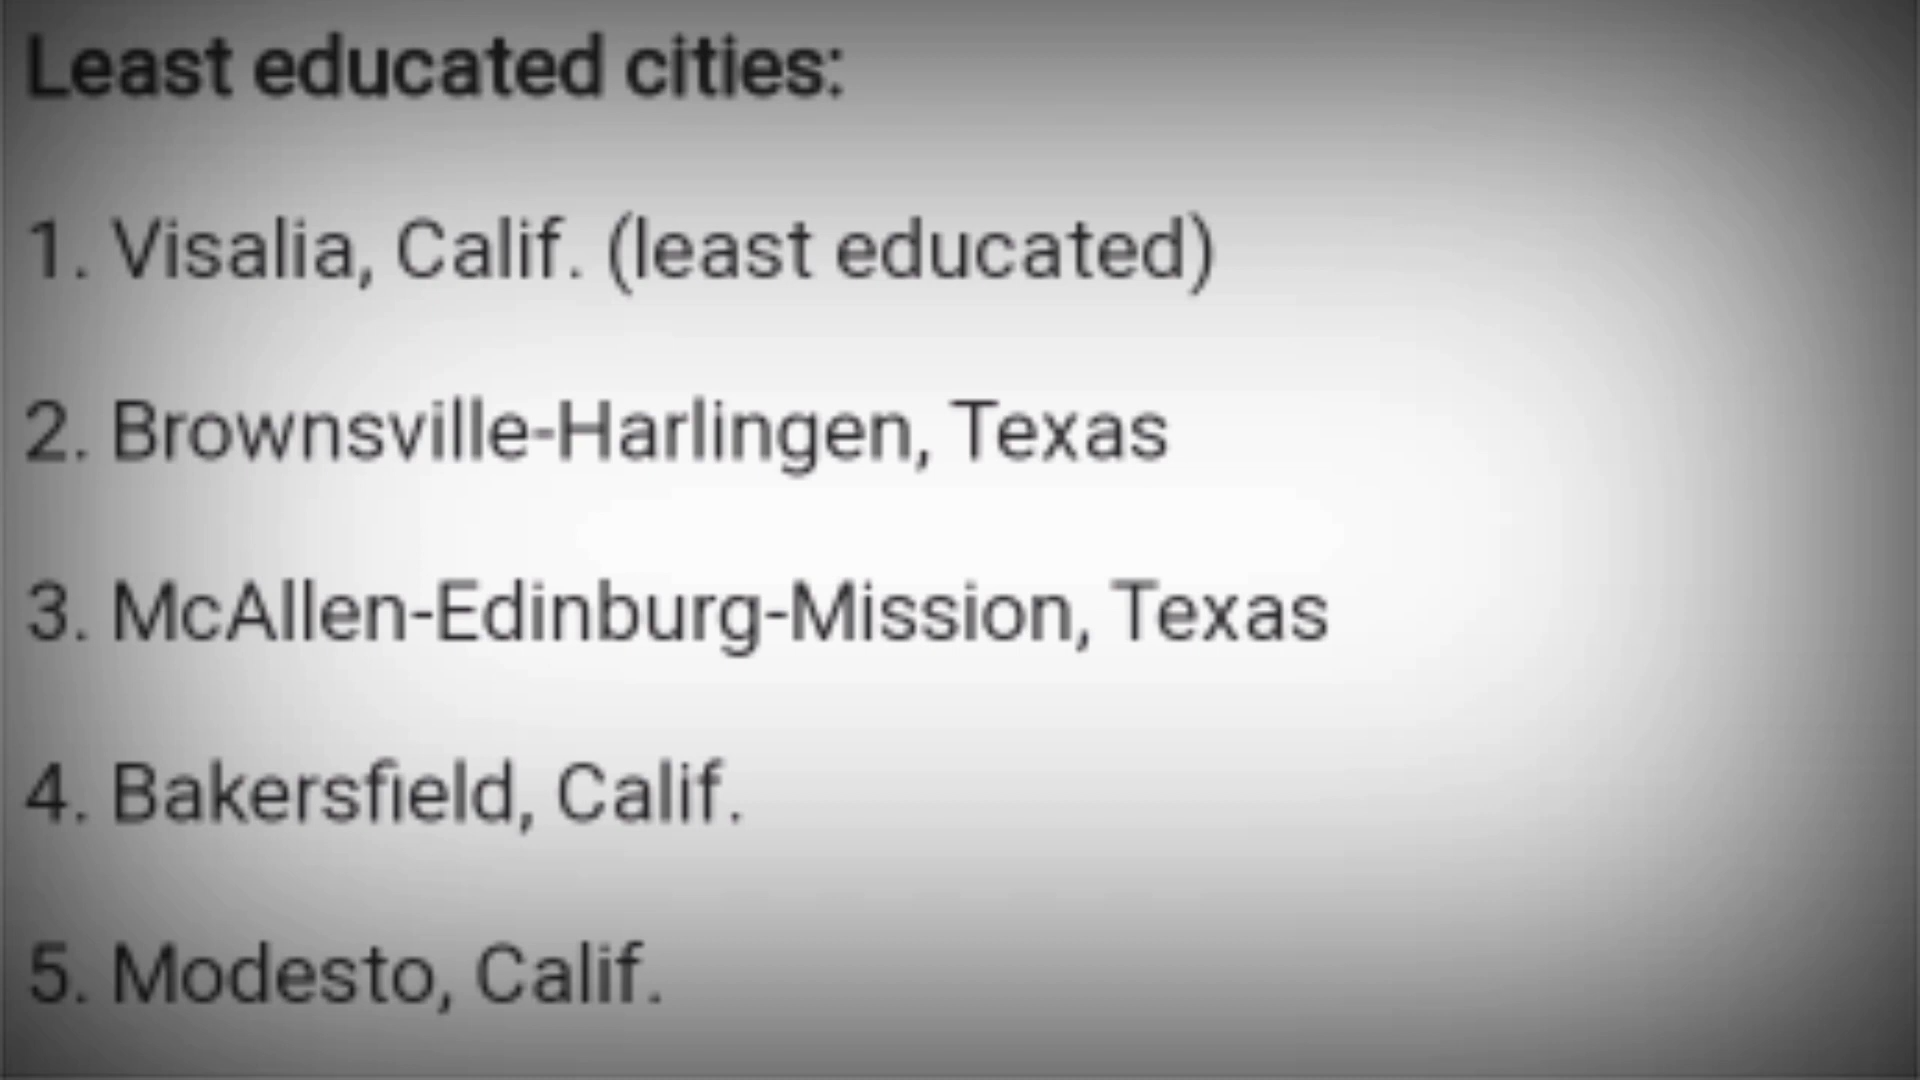 Least educated cities:
1. Visalia, Calif. (least educated)
2. Brownsville-Harlingen, Texas
3. McAllen-Edinburg-Mission, Texas
4. Bakersfield, Calif.
5. Modesto, Calif.